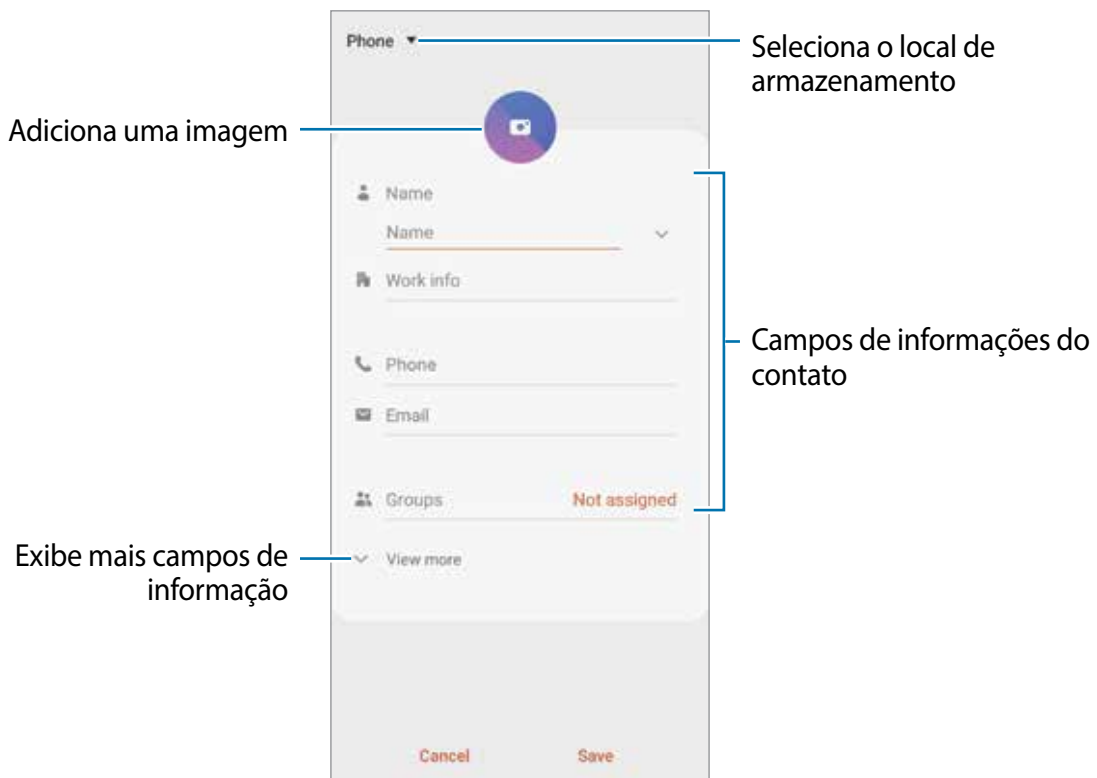 Phone
Seleciona o local de
armazenamento
Adiciona uma imagem
Name
Name
Work info
Campos de informações do
contato
Phone
Email
Groups Not assigned
Exibe mais campos de
informação
View more
Cancel Save